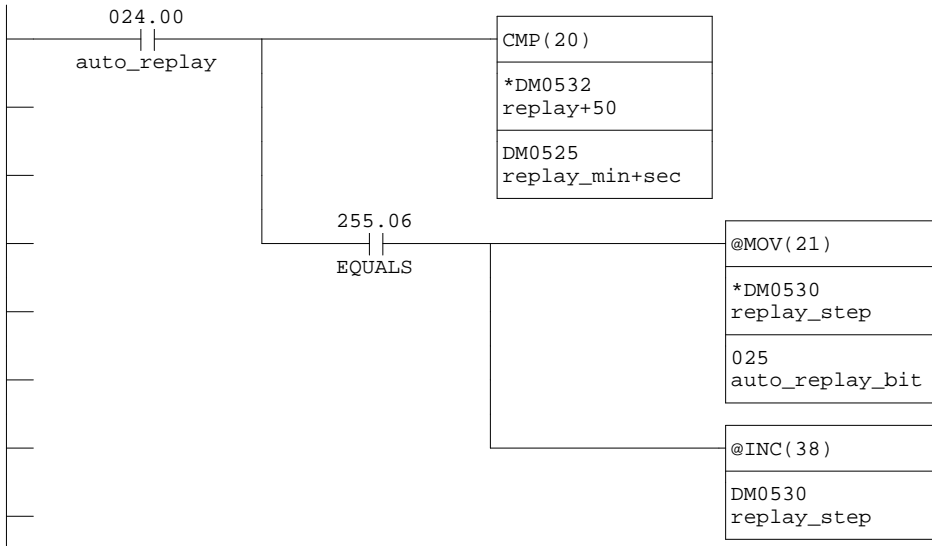 024.00
auto_replay
CMP(20)
*DM0532
replay+50
DM0525
replay_min+sec
255.06
EQUALS
@MOV(21)
*DM0530
replay_step
025
auto_replay_bit
@INC(38)
DM0530
replay_step